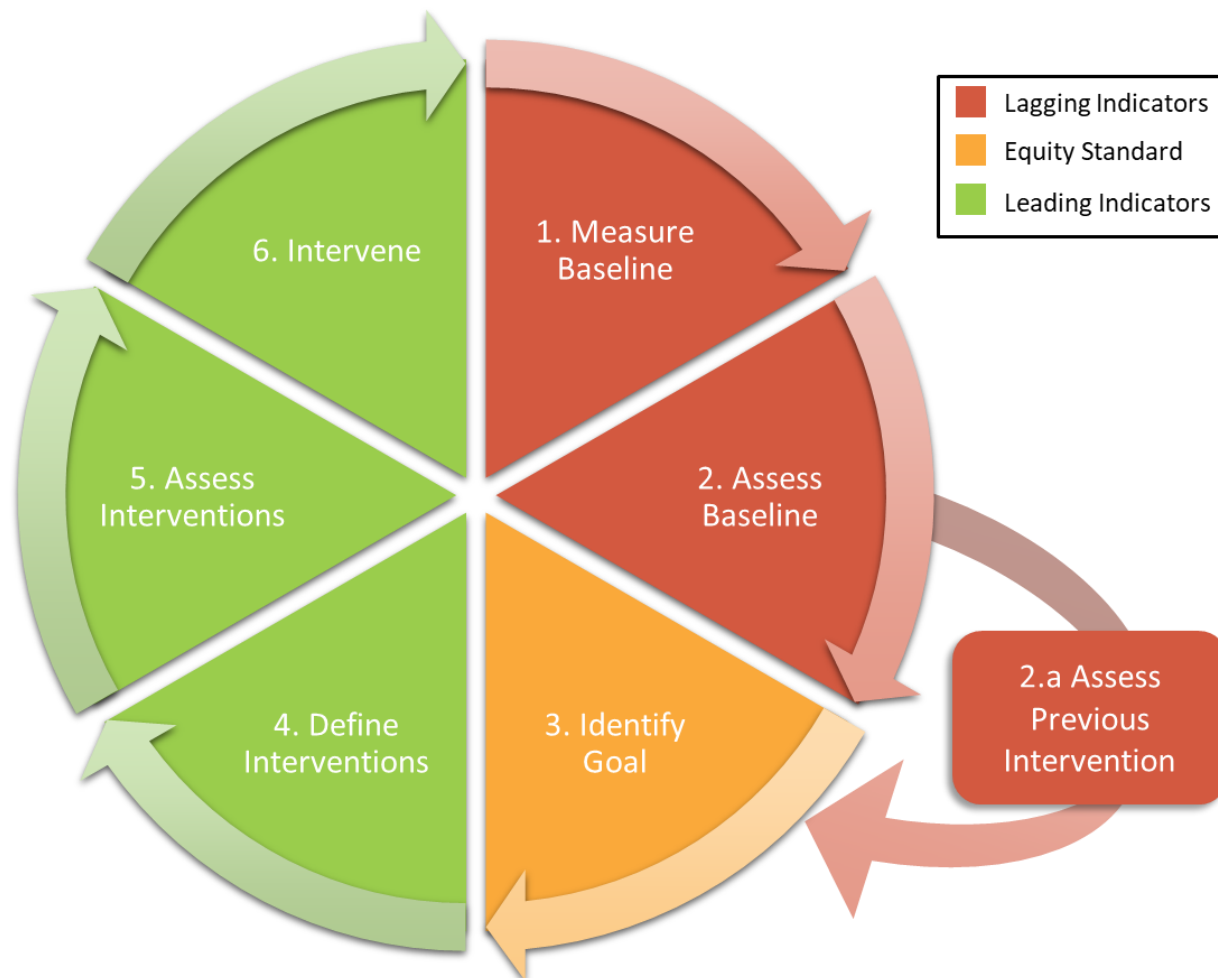 Lagging Indicators
Equity Standard
Leading Indicators
1. Measure
Baseline
2. Assess
Baseline
2.a Assess
Previous
Intervention
3. Identify
Goal
4. Define
Interventions
5. Assess
Interventions
6. Intervene